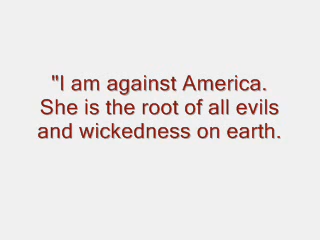 "I am against America.
She is the root of all evils
and wickedness on earth.